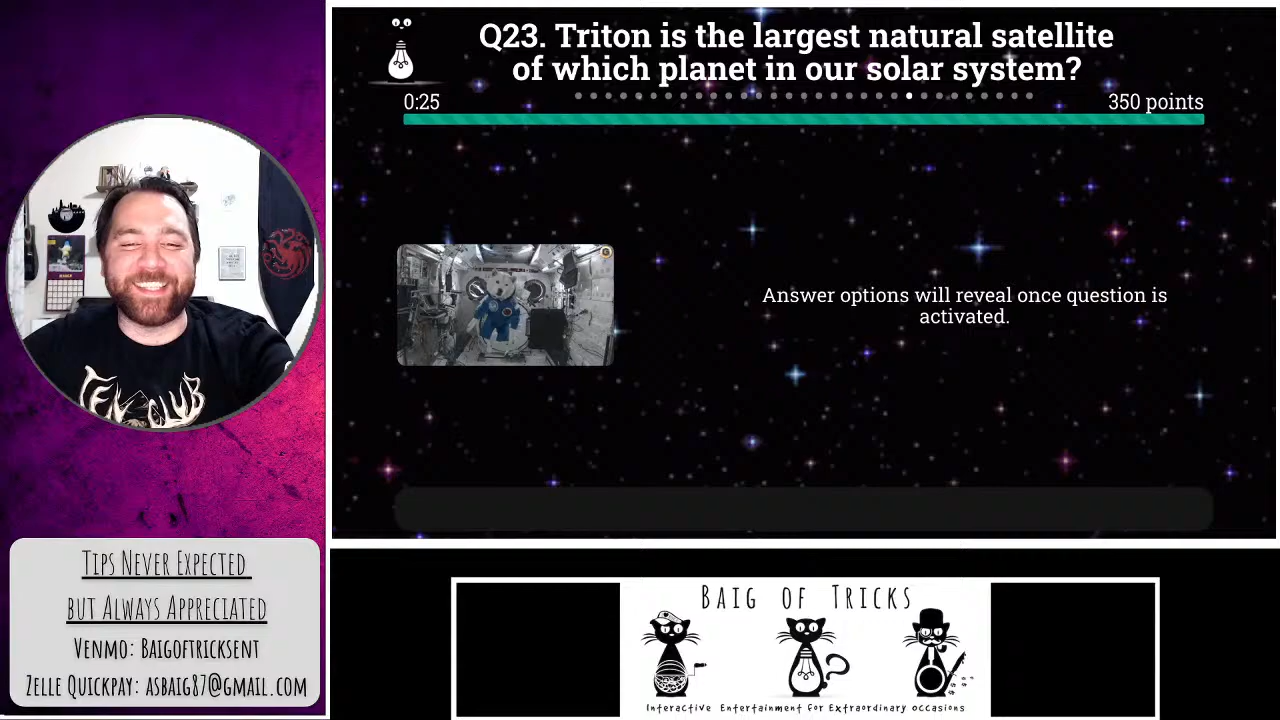 Q23. Triton is the largest natural satellite
of which planet in our solar system?
0:25
350 points
Answer options will reveal once question is
activated.
TEN CLUB
Tips Never Expected
but Always Appreciated
Venmo: Baigoftricksent
Zelle Quickpay: asbaig87@gmail.com
Baig of Tricks
Interactive Entertainment for Extraordinary Occasions